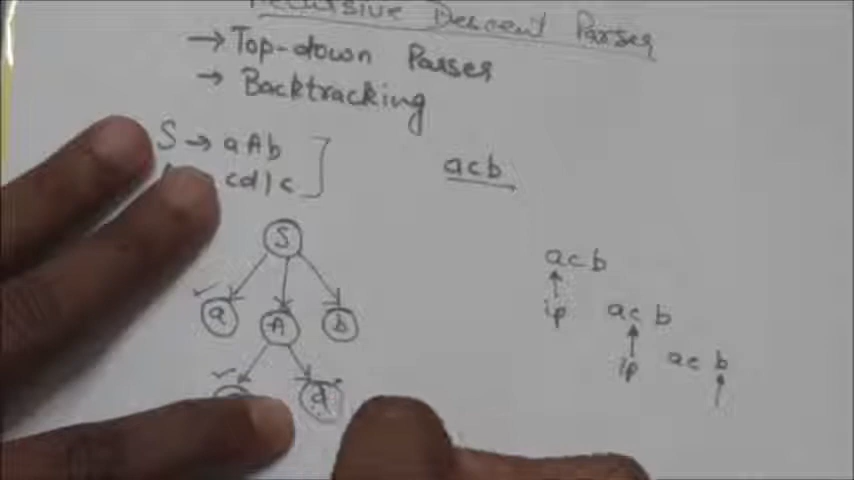 Recursive Descent Parser
→ Top-down Parser
→ Backtracking
S → aAb
cd | c
acb
S
a A b
d
acb
ip
acb
ip
acb